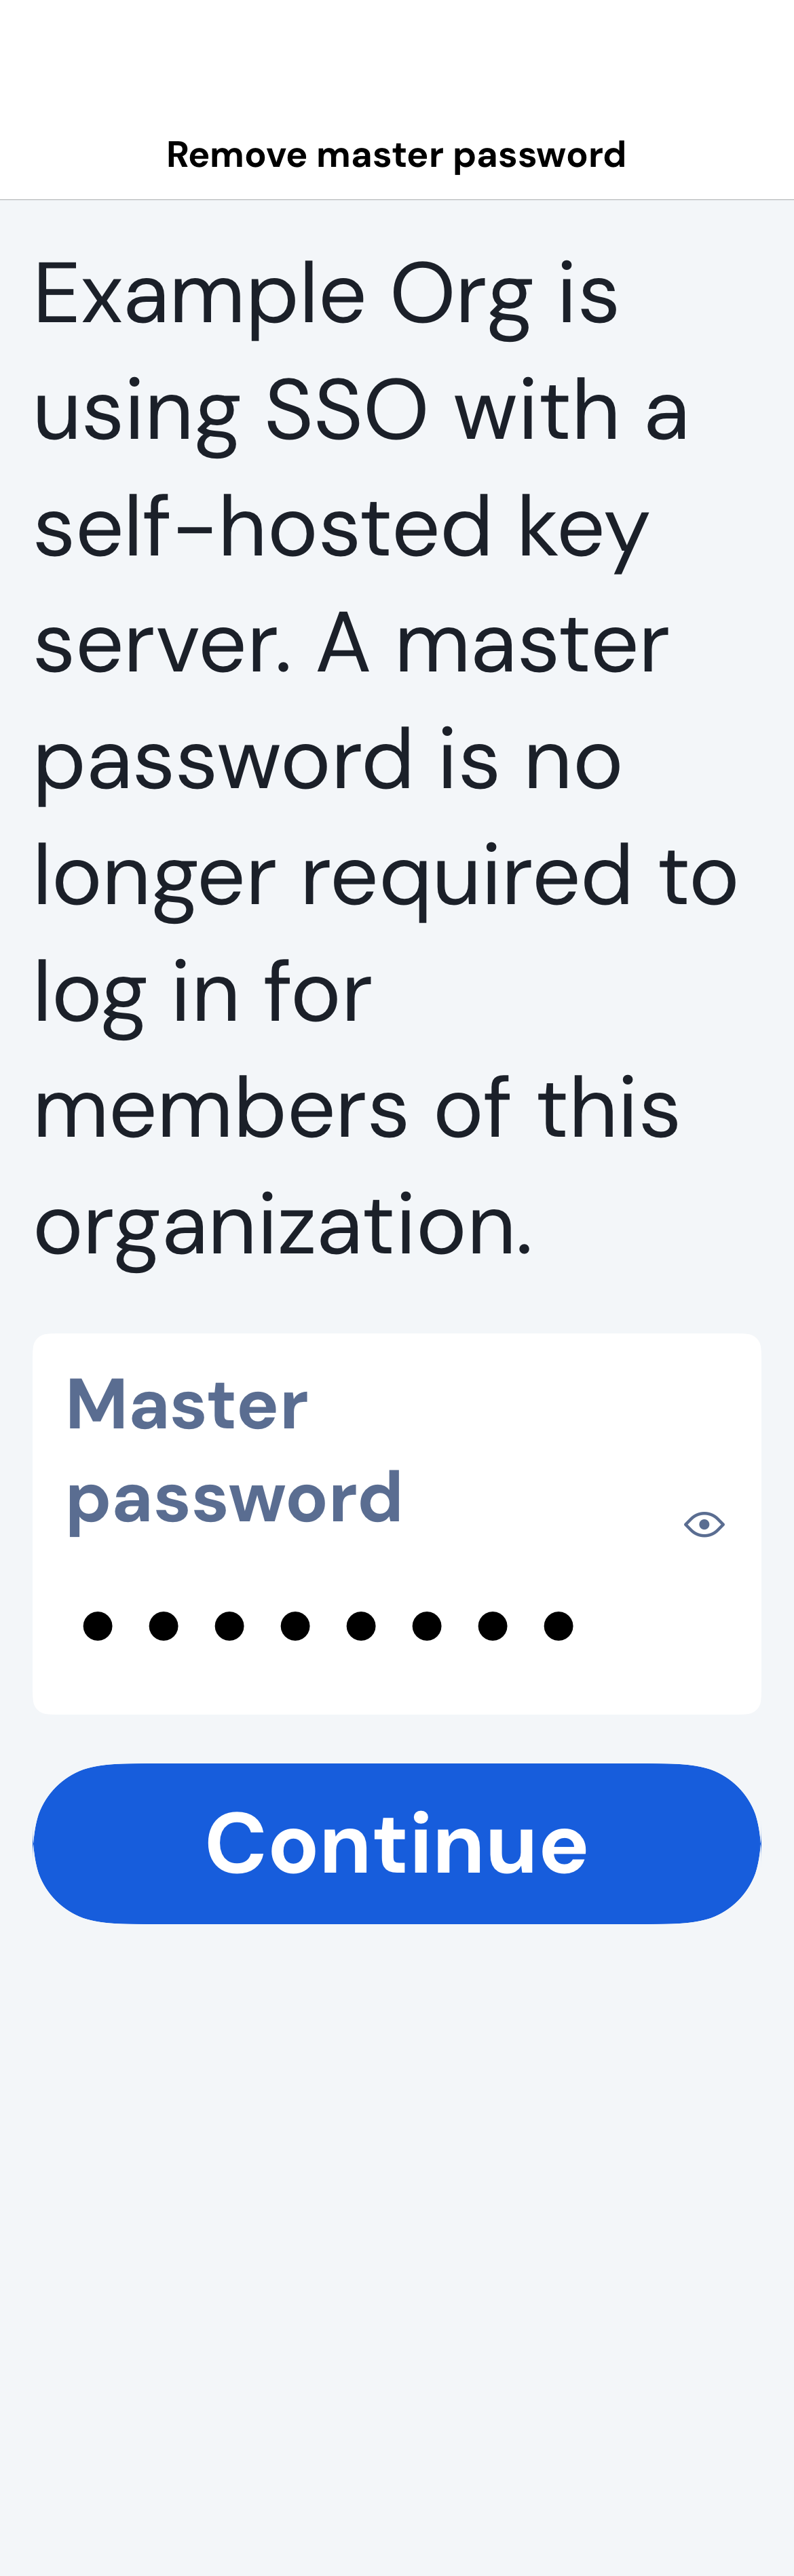 Remove master password
Example Org is
using SSO with a
self-hosted key
server. A master
password is no
longer required to
log in for
members of this
organization.
Master
password
Continue